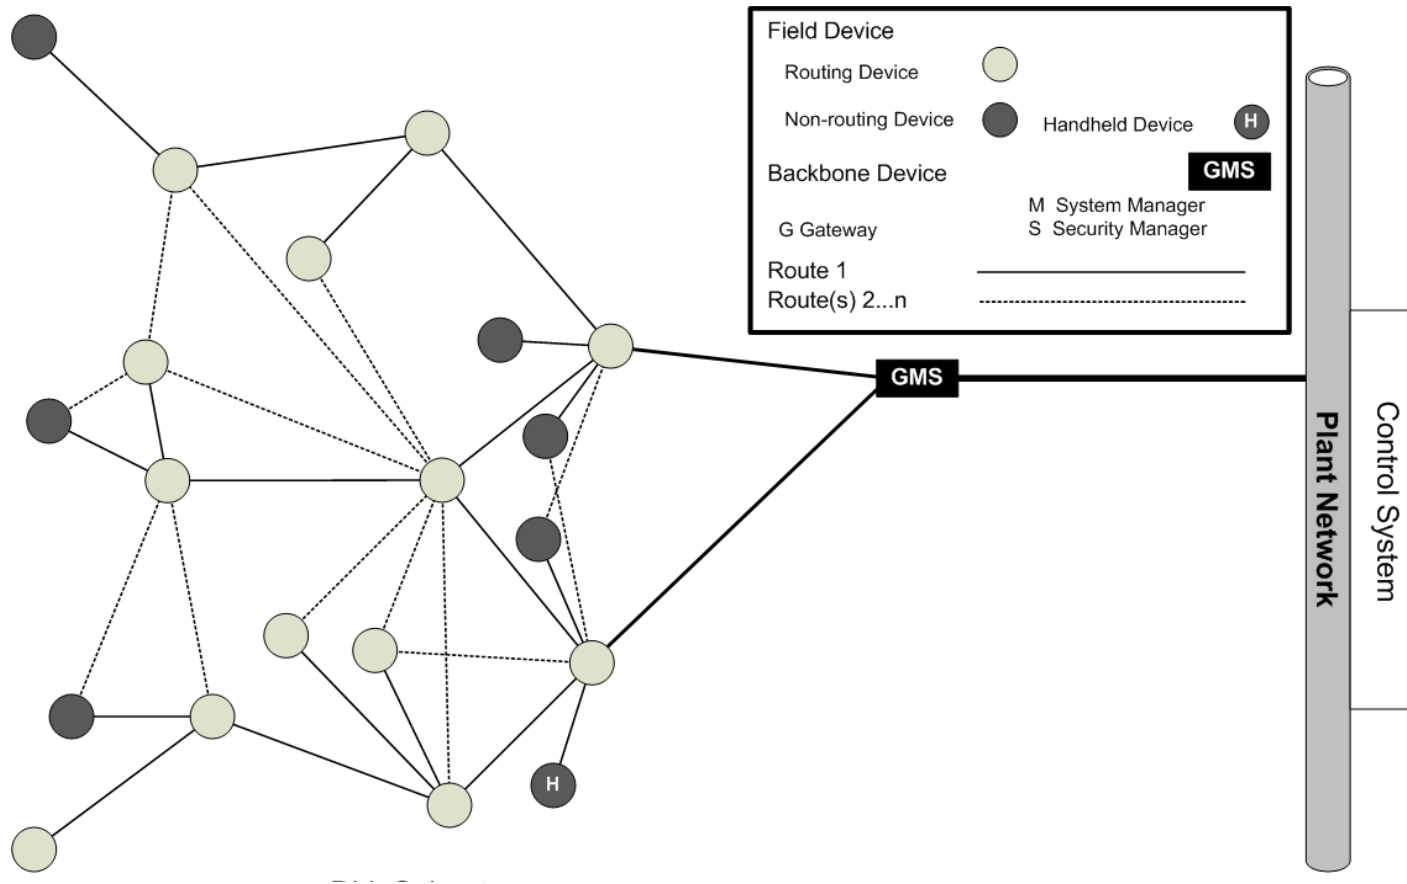 Field Device
Routing Device
Non-routing Device
Handheld Device
H
Backbone Device
GMS
M System Manager
G Gateway
S Security Manager
Route 1
Route(s) 2...n
GMS
Plant Network
Control System
H